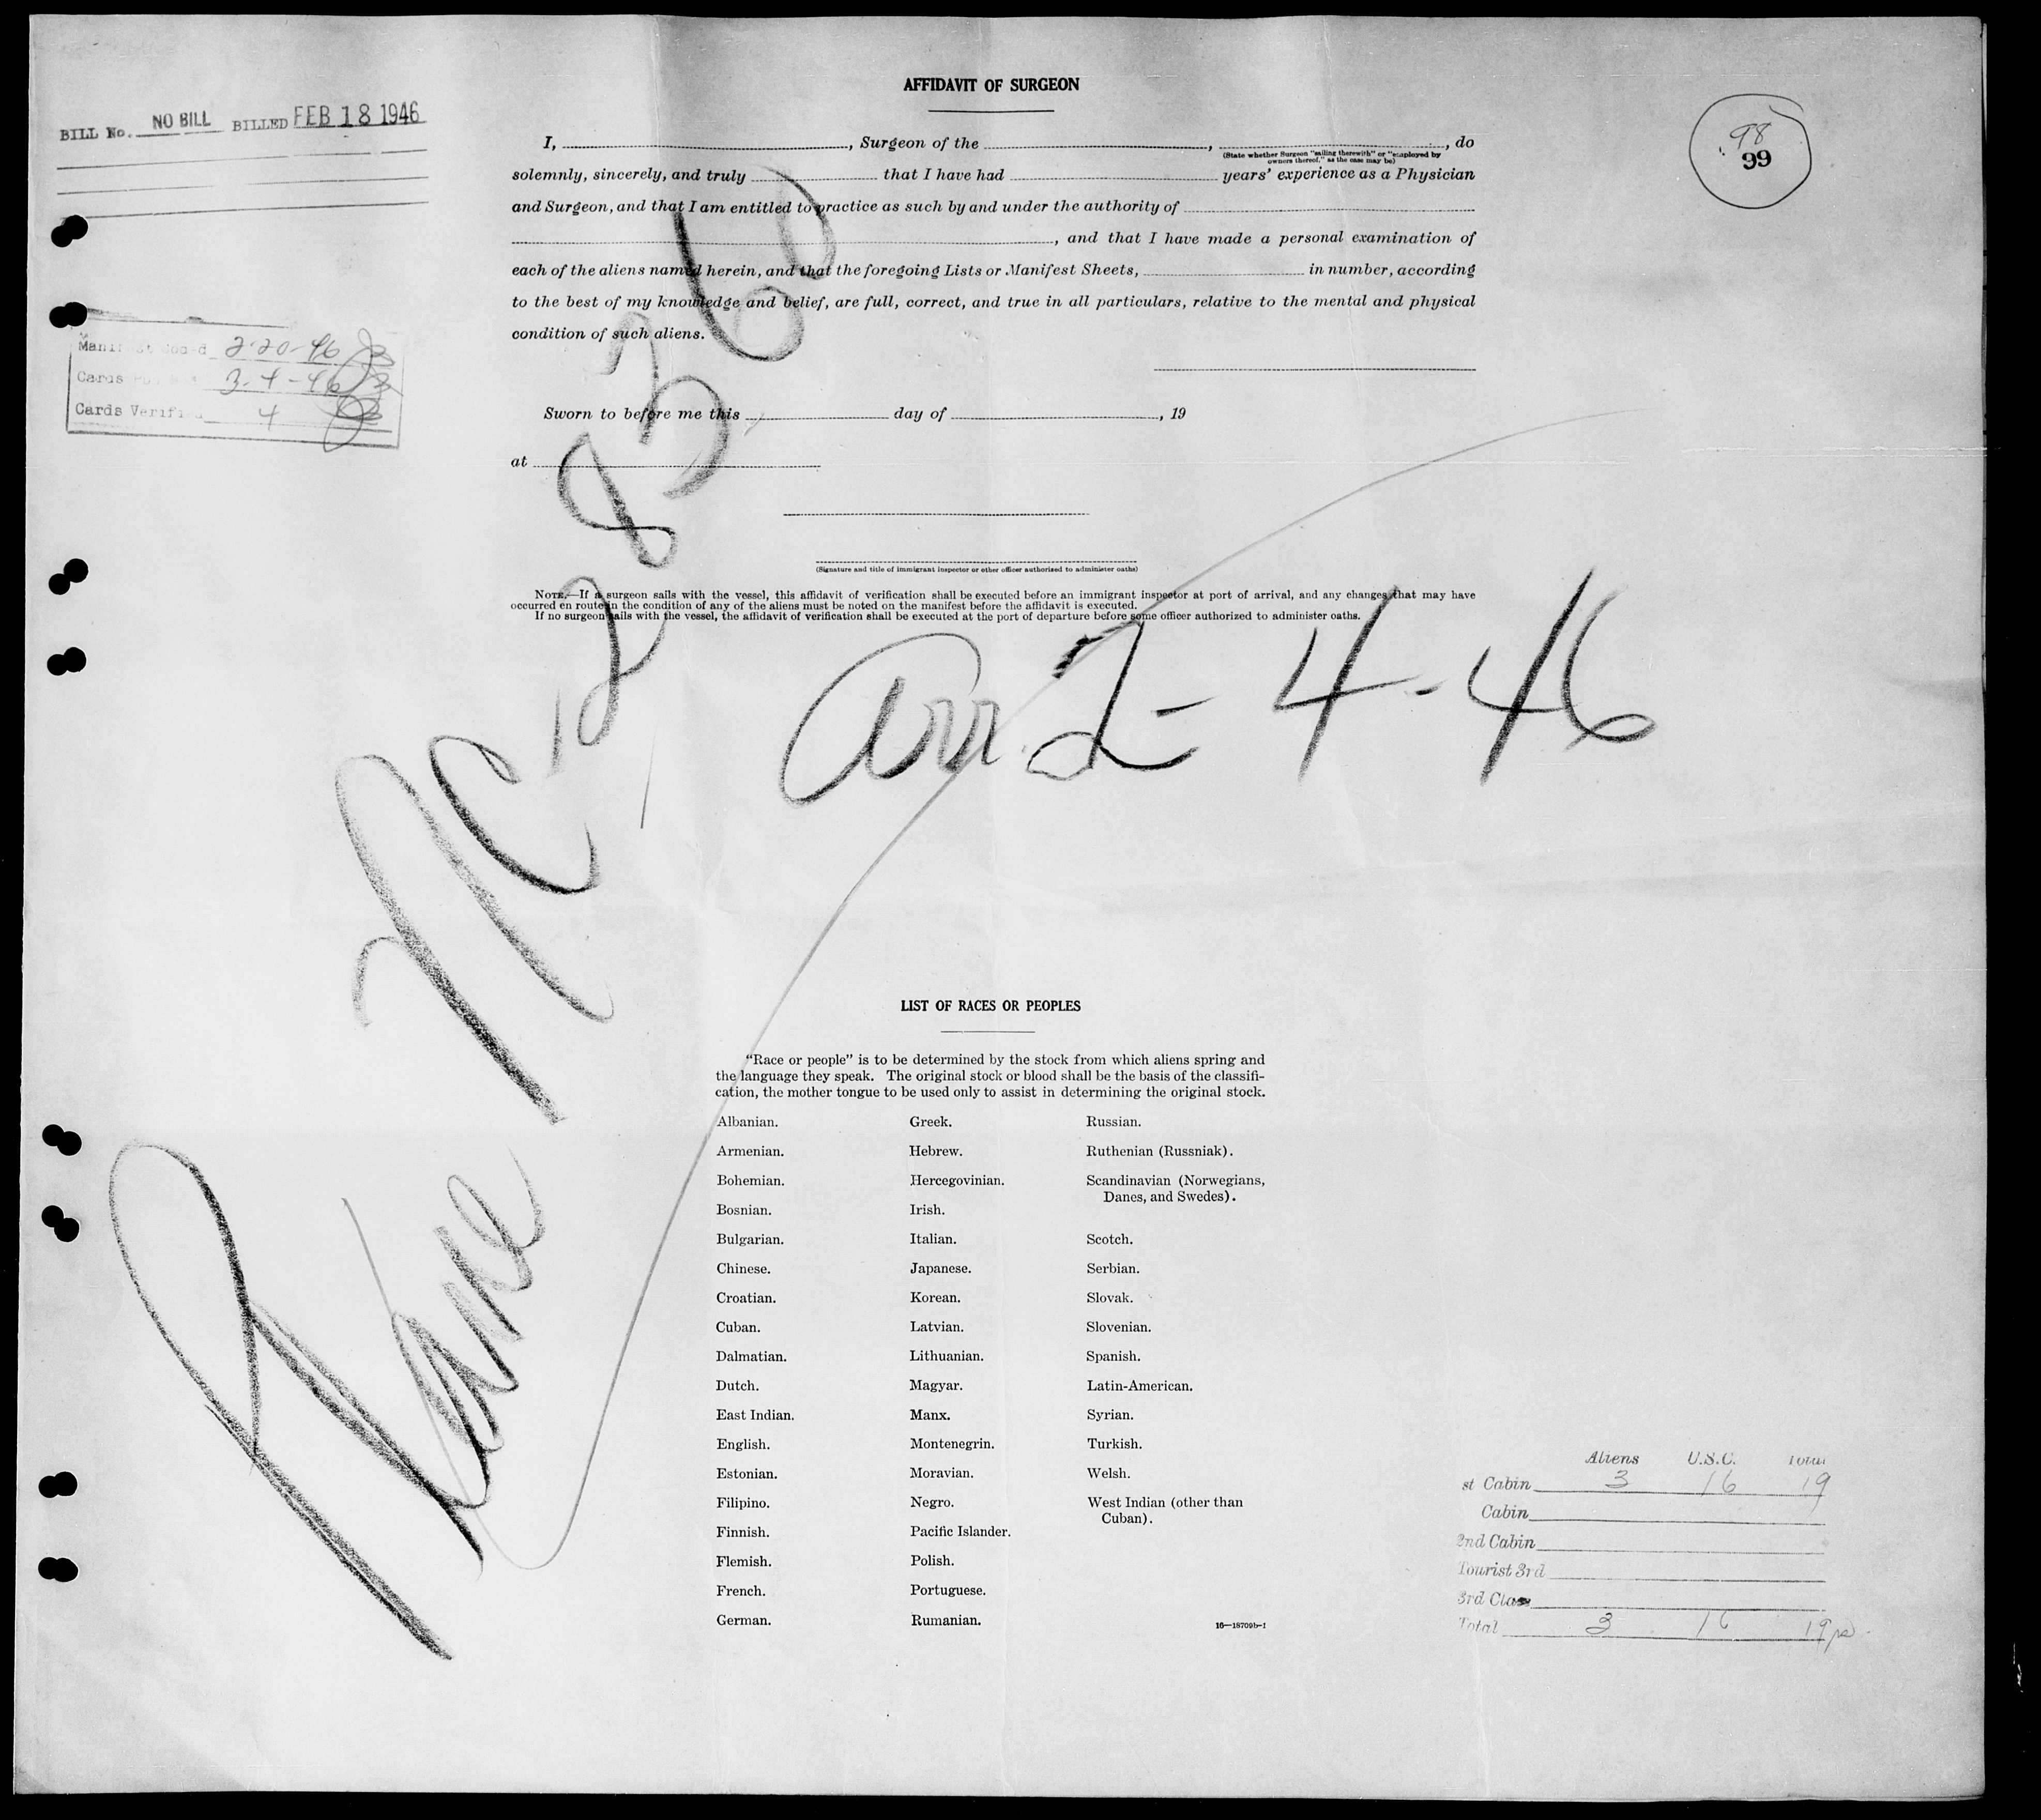 AFFIDAVIT OF SURGEON
BILL No. NO BILL BILLED FEB 18 1946
98
99
I, ..., Surgeon of the ..., ..., do
(State whether Surgeon "sailing therewith" or "employed by
owners thereof," as the case may be)
solemnly, sincerely, and truly ... that I have had ... years' experience as a Physician
and Surgeon, and that I am entitled to practice as such by and under the authority of ...
..., and that I have made a personal examination of
each of the aliens named herein, and that the foregoing Lists or Manifest Sheets, ... in number, according
to the best of my knowledge and belief, are full, correct, and true in all particulars, relative to the mental and physical
condition of such aliens.
2-20-46
Cards 3-4-46
Cards Verified 4
Sworn to before me this ... day of ..., 19
at ...
(Signature and title of immigrant inspector or other officer authorized to administer oaths)
NOTE.—If a surgeon sails with the vessel, this affidavit of verification shall be executed before an immigrant inspector at port of arrival, and any changes that may have
occurred en route in the condition of any of the aliens must be noted on the manifest before the affidavit is executed.
If no surgeon sails with the vessel, the affidavit of verification shall be executed at the port of departure before some officer authorized to administer oaths.
Plane NC-28360
Arr. 2-4-46
LIST OF RACES OR PEOPLES
"Race or people" is to be determined by the stock from which aliens spring and
the language they speak. The original stock or blood shall be the basis of the classifi-
cation, the mother tongue to be used only to assist in determining the original stock.
Albanian.
Armenian.
Bohemian.
Bosnian.
Bulgarian.
Chinese.
Croatian.
Cuban.
Dalmatian.
Dutch.
East Indian.
English.
Estonian.
Filipino.
Finnish.
Flemish.
French.
German.
Greek.
Hebrew.
Hercegovinian.
Irish.
Italian.
Japanese.
Korean.
Latvian.
Lithuanian.
Magyar.
Manx.
Montenegrin.
Moravian.
Negro.
Pacific Islander.
Polish.
Portuguese.
Rumanian.
Russian.
Ruthenian (Russniak).
Scandinavian (Norwegians,
Danes, and Swedes).
Scotch.
Serbian.
Slovak.
Slovenian.
Spanish.
Latin-American.
Syrian.
Turkish.
Welsh.
West Indian (other than
Cuban).
16—18709b-1
Aliens U.S.C. Total
st Cabin 3 16 19
Cabin
2nd Cabin
Tourist 3rd
3rd Class
Total 3 16 19